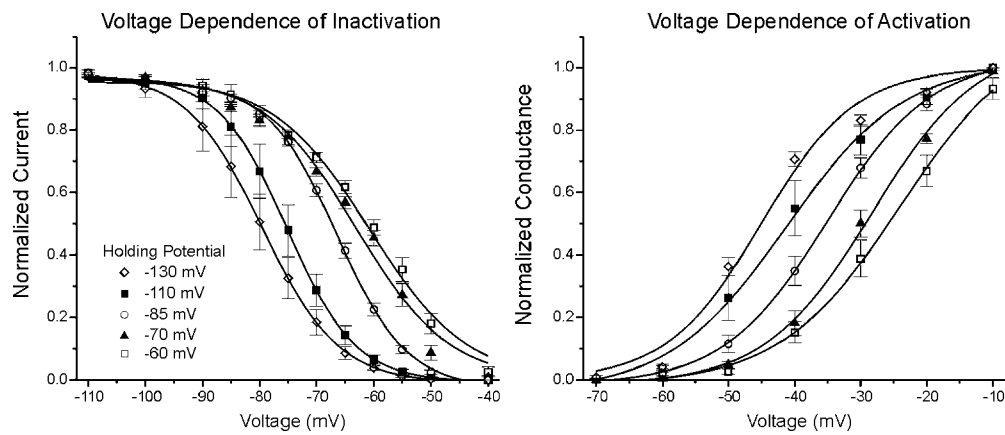 Voltage Dependence of Inactivation
Normalized Current
1.0
0.8
0.6
0.4
0.2
0.0
Holding Potential
-130 mV
-110 mV
-85 mV
-70 mV
-60 mV
-110 -100 -90 -80 -70 -60 -50 -40
Voltage (mV)
Voltage Dependence of Activation
Normalized Conductance
1.0
0.8
0.6
0.4
0.2
0.0
-70 -60 -50 -40 -30 -20 -10
Voltage (mV)